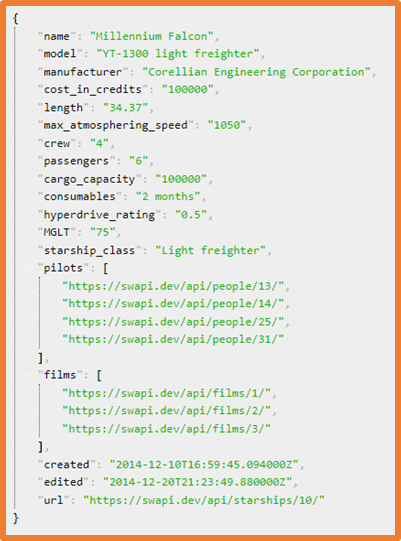 {
"name": "Millennium Falcon",
"model": "YT-1300 light freighter",
"manufacturer": "Corellian Engineering Corporation",
"cost_in_credits": "100000",
"length": "34.37",
"max_atmosphering_speed": "1050",
"crew": "4",
"passengers": "6",
"cargo_capacity": "100000",
"consumables": "2 months",
"hyperdrive_rating": "0.5",
"MGLT": "75",
"starship_class": "Light freighter",
"pilots": [
"https://swapi.dev/api/people/13/",
"https://swapi.dev/api/people/14/",
"https://swapi.dev/api/people/25/",
"https://swapi.dev/api/people/31/"
],
"films": [
"https://swapi.dev/api/films/1/",
"https://swapi.dev/api/films/2/",
"https://swapi.dev/api/films/3/"
],
"created": "2014-12-10T16:59:45.094000Z",
"edited": "2014-12-20T21:23:49.880000Z",
"url": "https://swapi.dev/api/starships/10/"
}